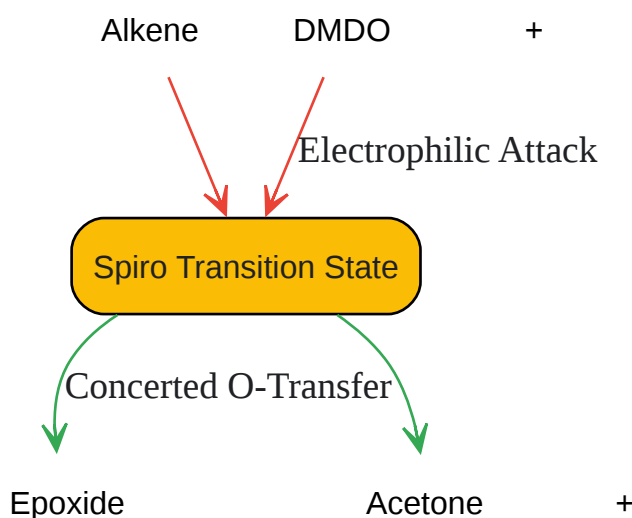 Alkene DMDO +
Electrophilic Attack
Spiro Transition State
Concerted O-Transfer
Epoxide Acetone +